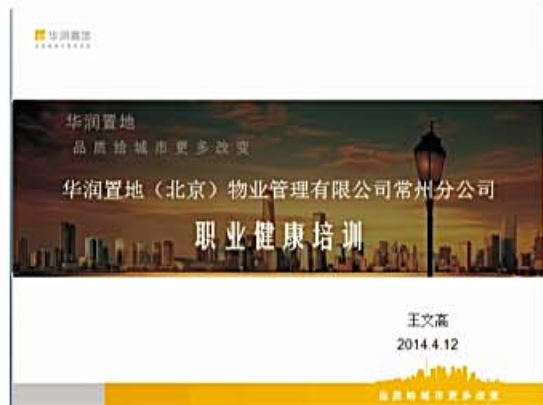 华润置地
华润置地
品质给城市更多改变
华润置地（北京）物业管理有限公司常州分公司
职业健康培训
王文高
2014.4.12
品质给城市更多改变